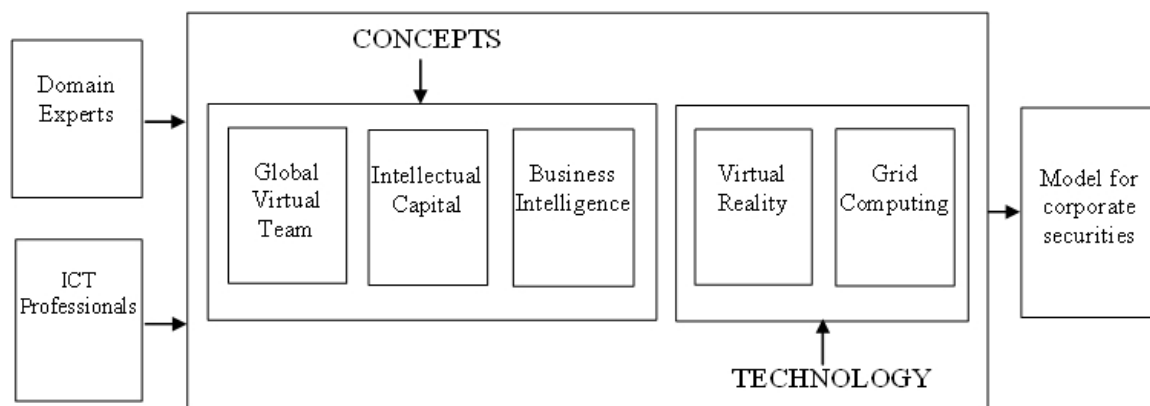 CONCEPTS
Domain
Experts
Global
Virtual
Team
Intellectual
Capital
Business
Intelligence
Virtual
Reality
Grid
Computing
Model for
corporate
securities
ICT
Professionals
TECHNOLOGY